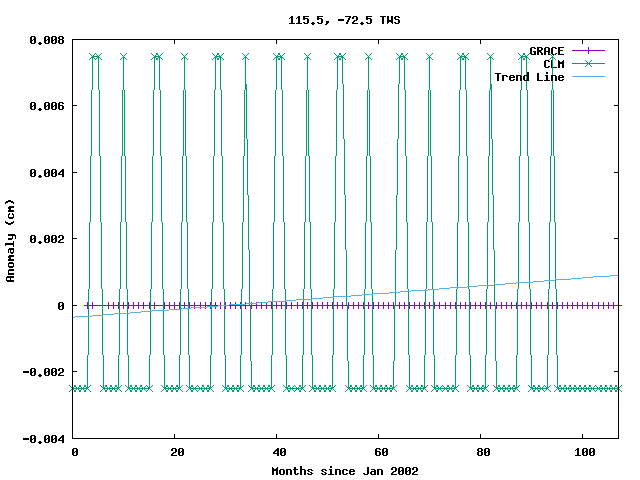 115.5, -72.5 TWS
GRACE
CLM
Trend Line
0.008
0.006
0.004
0.002
0
-0.002
-0.004
Anomaly (cm)
0 20 40 60 80 100
Months since Jan 2002